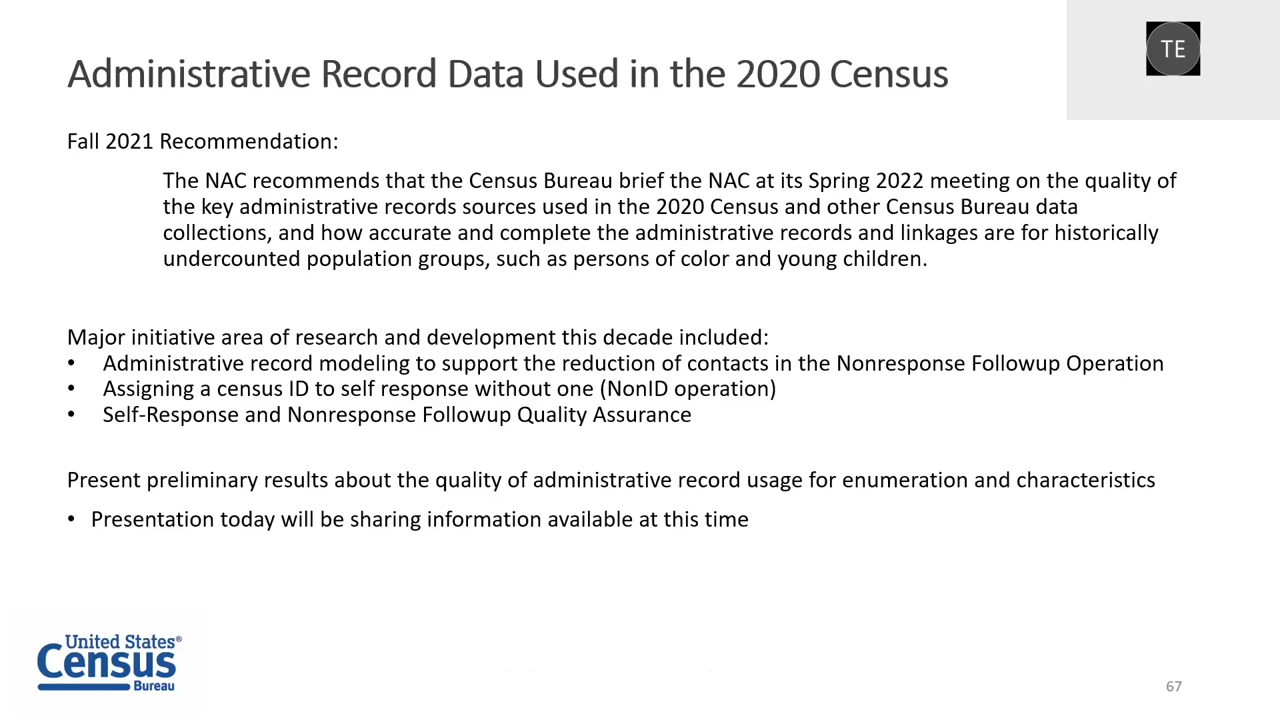 TE
Administrative Record Data Used in the 2020 Census
Fall 2021 Recommendation:
The NAC recommends that the Census Bureau brief the NAC at its Spring 2022 meeting on the quality of
the key administrative records sources used in the 2020 Census and other Census Bureau data
collections, and how accurate and complete the administrative records and linkages are for historically
undercounted population groups, such as persons of color and young children.
Major initiative area of research and development this decade included:
• Administrative record modeling to support the reduction of contacts in the Nonresponse Followup Operation
• Assigning a census ID to self response without one (NonID operation)
• Self-Response and Nonresponse Followup Quality Assurance
Present preliminary results about the quality of administrative record usage for enumeration and characteristics
• Presentation today will be sharing information available at this time
United States®
Census
Bureau
67